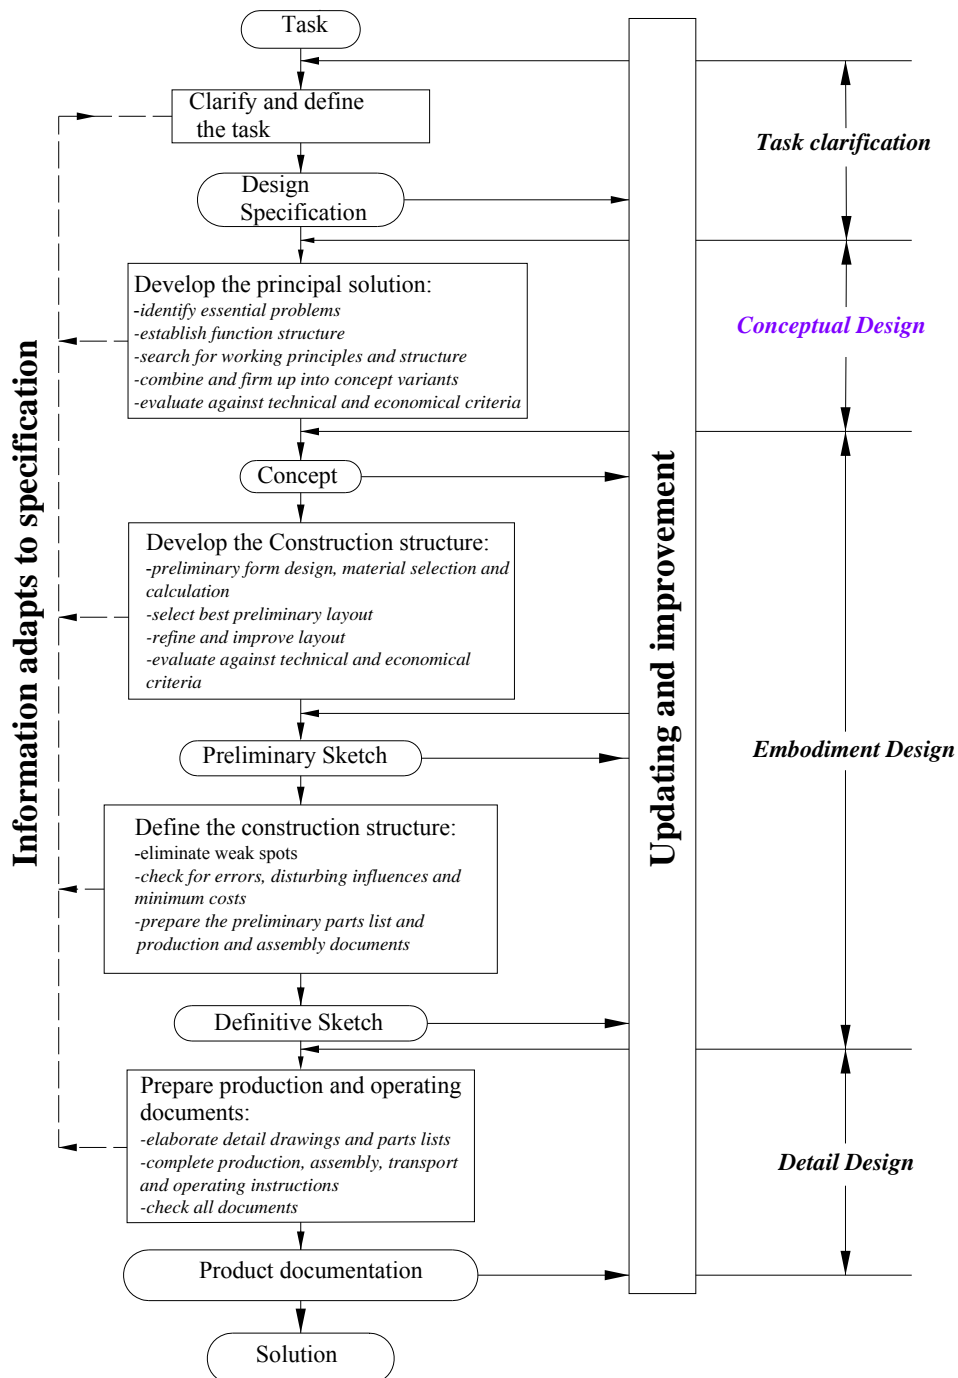 Task
Clarify and define
the task
Task clarification
Design
Specification
Develop the principal solution:
-identify essential problems
-establish function structure
-search for working principles and structure
-combine and firm up into concept variants
-evaluate against technical and economical criteria
Conceptual Design
Concept
Develop the Construction structure:
-preliminary form design, material selection and
calculation
-select best preliminary layout
-refine and improve layout
-evaluate against technical and economical
criteria
Information adapts to specification
Updating and improvement
Preliminary Sketch
Embodiment Design
Define the construction structure:
-eliminate weak spots
-check for errors, disturbing influences and
minimum costs
-prepare the preliminary parts list and
production and assembly documents
Definitive Sketch
Prepare production and operating
documents:
-elaborate detail drawings and parts lists
-complete production, assembly, transport
and operating instructions
-check all documents
Detail Design
Product documentation
Solution